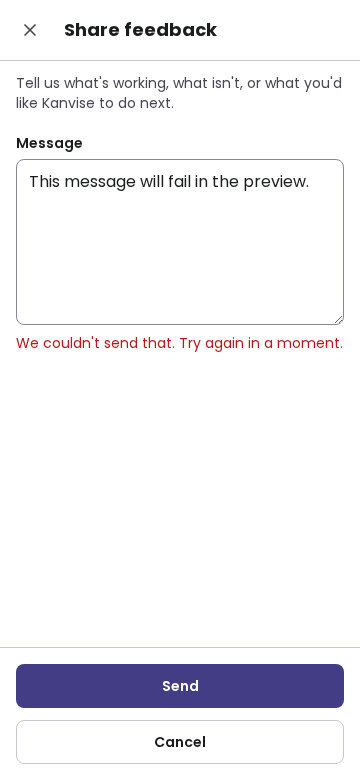 Share feedback
Tell us what's working, what isn't, or what you'd
like Kanvise to do next.
Message
This message will fail in the preview.
We couldn't send that. Try again in a moment.
Send
Cancel